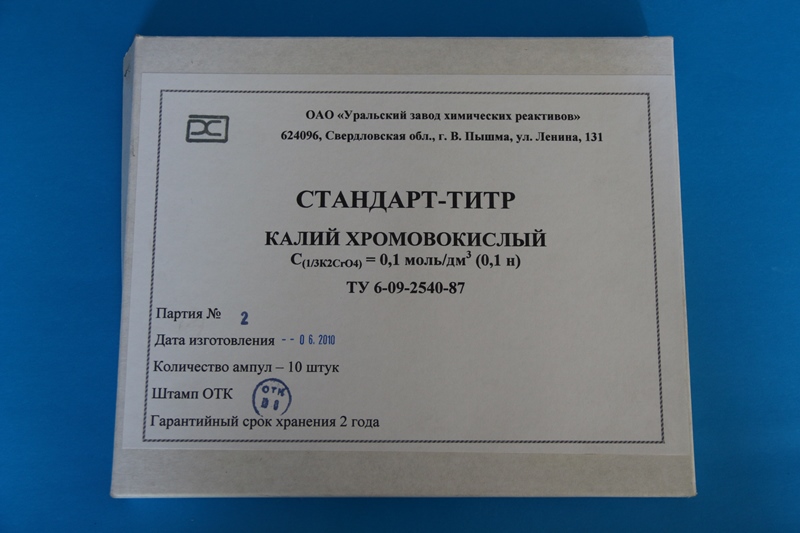 ОАО «Уральский завод химических реактивов»
624096, Свердловская обл., г. В. Пышма, ул. Ленина, 131
СТАНДАРТ-ТИТР
КАЛИЙ ХРОМОВОКИСЛЫЙ
C(1/3K2CrO4) = 0,1 моль/дм³ (0,1 н)
ТУ 6-09-2540-87
Партия № 2
Дата изготовления -- 06.2010
Количество ампул – 10 штук
Штамп ОТК ОТК
Гарантийный срок хранения 2 года